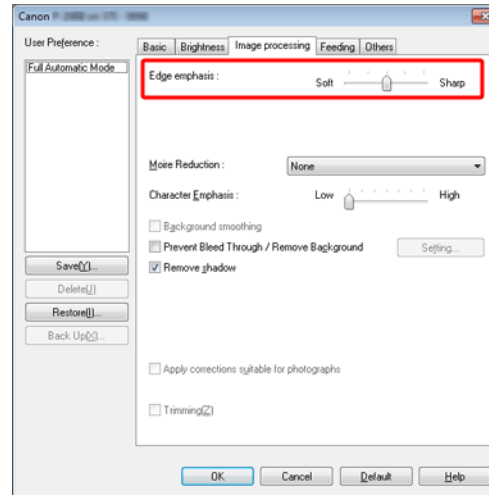 Canon
User Preference :
Full Automatic Mode
Save(Y)...
Delete(J)
Restore(I)...
Back Up(X)...
Basic Brightness Image processing Feeding Others
Edge emphasis :
Soft Sharp
Moire Reduction : None
Character Emphasis : Low High
Background smoothing
Prevent Bleed Through / Remove Background Setting...
Remove shadow
Apply corrections suitable for photographs
Trimming(Z)
OK Cancel Default Help